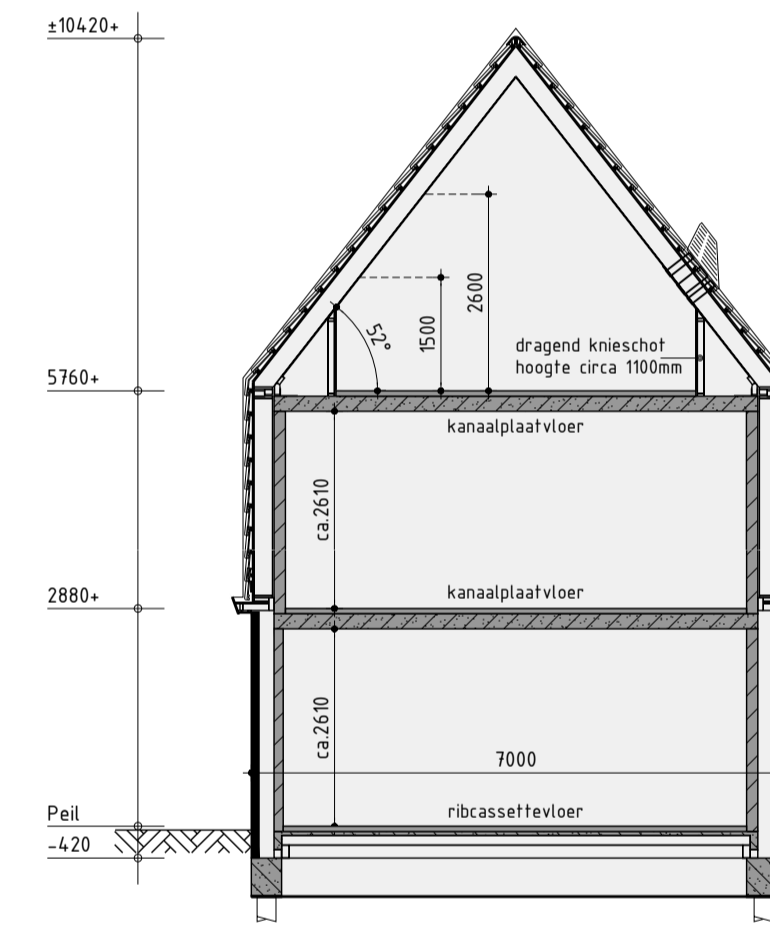 ±10420+
2600
1500
52°
dragend knieschot
hoogte circa 1100mm
5760+
kanaalplaatvloer
ca.2610
kanaalplaatvloer
2880+
ca.2610
7000
Peil
ribcassettevloer
-420